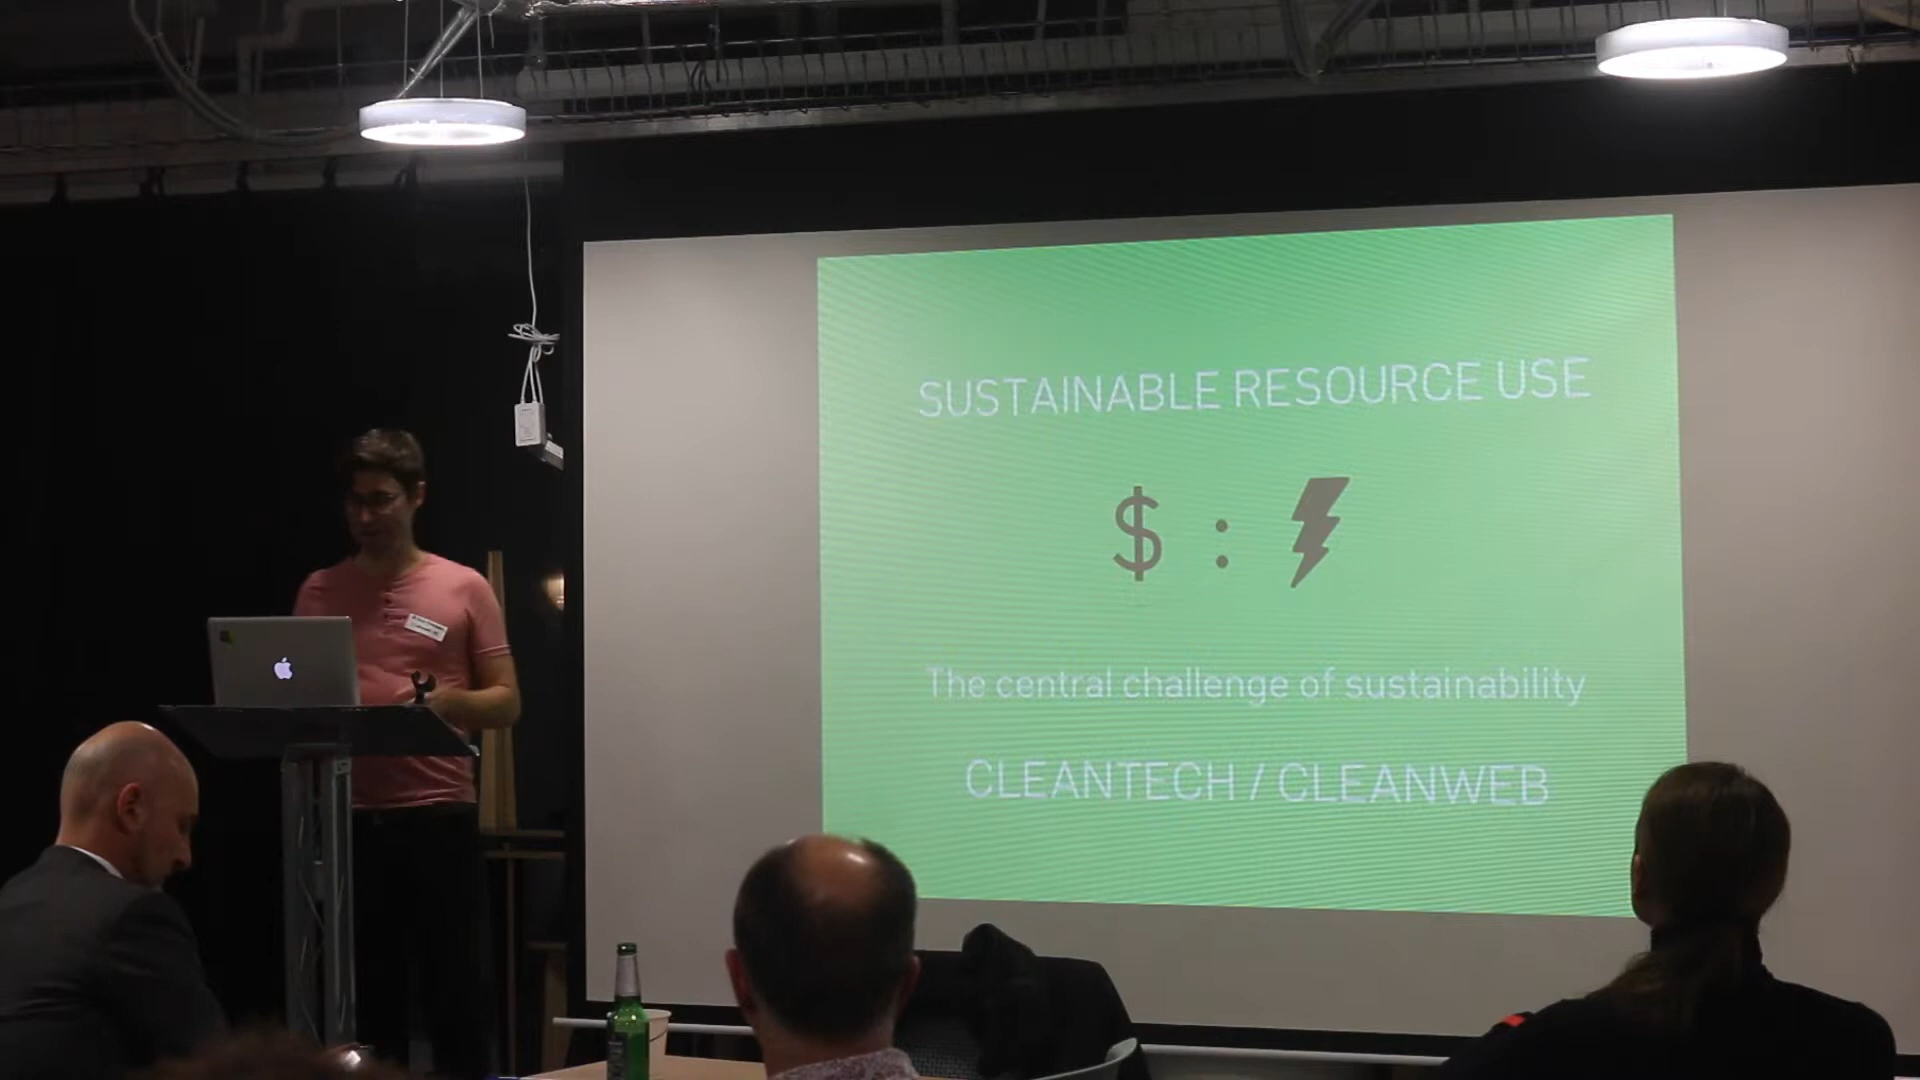 SUSTAINABLE RESOURCE USE
$ :
The central challenge of sustainability
CLEANTECH / CLEANWEB